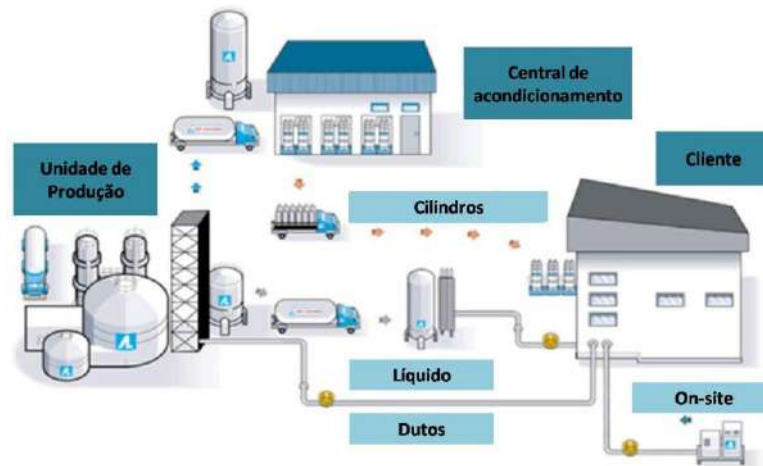 Central de
acondicionamento
Unidade de
Produção
Cliente
Cilindros
Líquido
On-site
Dutos